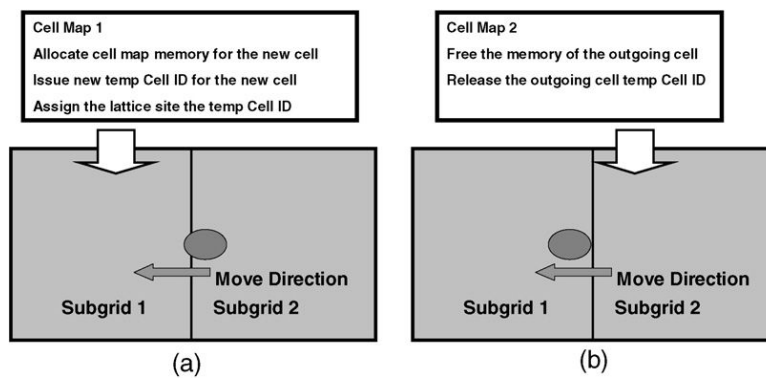 Cell Map 1
Allocate cell map memory for the new cell
Issue new temp Cell ID for the new cell
Assign the lattice site the temp Cell ID
Move Direction
Subgrid 1
Subgrid 2
(a)
Cell Map 2
Free the memory of the outgoing cell
Release the outgoing cell temp Cell ID
Move Direction
Subgrid 1
Subgrid 2
(b)